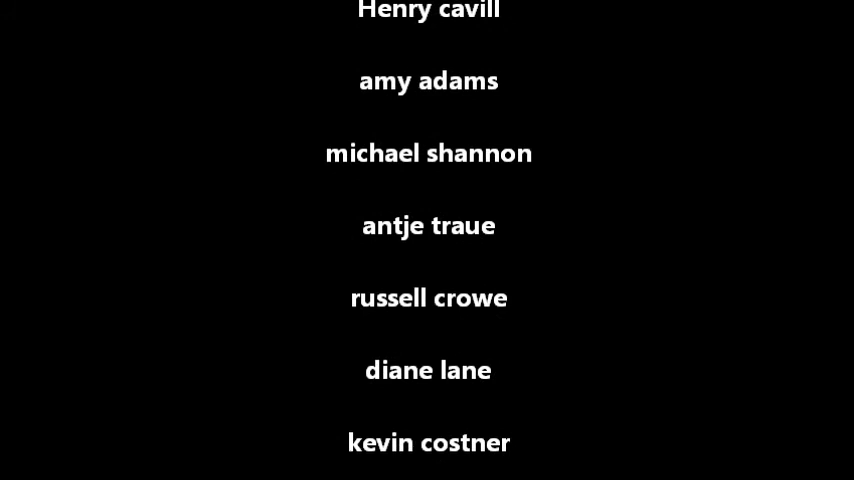 Henry cavill
amy adams
michael shannon
antje traue
russell crowe
diane lane
kevin costner